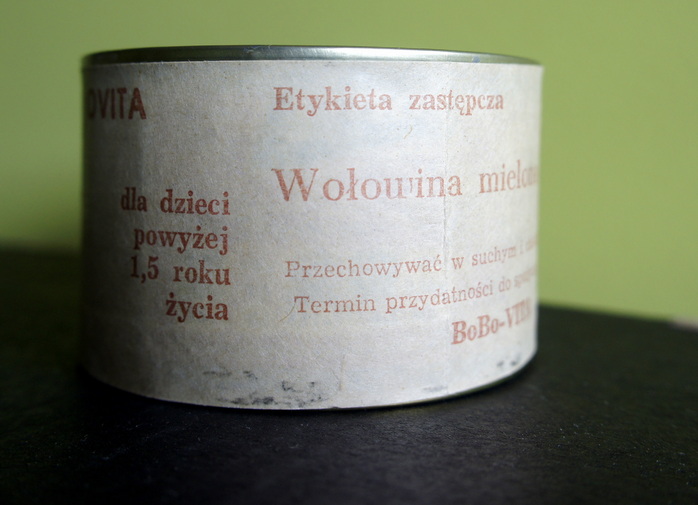 OVITA
dla dzieci
powyżej
1,5 roku
życia
Etykieta zastępcza
Wołowina mielona
Przechowywać w suchym i
Termin przydatności do
BoBo-VITA